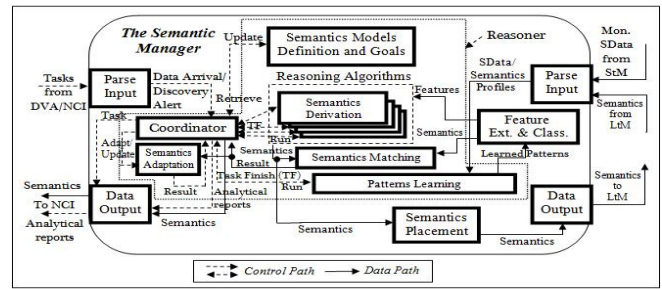 The Semantic
Manager
Update
Semantics Models
Definition and Goals
Reasoner
Mon.
SData
from
StM
Tasks
from
DVA/NCI
Parse
Input
Data Arrival/
Discovery
Alert
Retrieve
Reasoning Algorithms
Features
SData/
Semantics
Profiles
Parse
Input
Semantics
Derivation
Task
Coordinator
TF
Run
Semantics
Feature
Ext. & Class.
Semantics
from
LtM
Adapt/
Update
Semantics
Adaptation
Semantics
Result
Semantics Matching
Learned Patterns
Task Finish (TF)
Run
Patterns Learning
Semantics
To NCI
Analytical
reports
Data
Output
Result
Analytical
reports
Semantics
Semantics
Placement
Semantics
Data
Output
Semantics
to
LtM
Control Path
Data Path